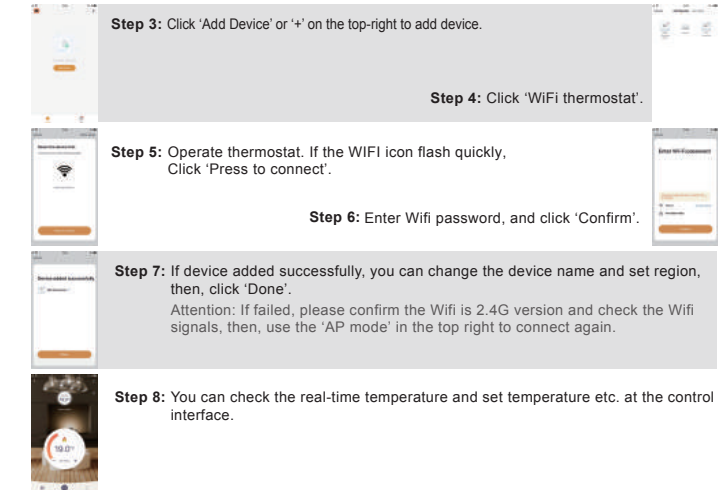 Step 3: Click 'Add Device' or '+' on the top-right to add device.
Step 4: Click 'WiFi thermostat'.
Step 5: Operate thermostat. If the WIFI icon flash quickly,
Click 'Press to connect'.
Enter Wi-Fi password
Step 6: Enter Wifi password, and click 'Confirm'.
Device added successfully
Step 7: If device added successfully, you can change the device name and set region,
then, click 'Done'.
Attention: If failed, please confirm the Wifi is 2.4G version and check the Wifi
signals, then, use the 'AP mode' in the top right to connect again.
Step 8: You can check the real-time temperature and set temperature etc. at the control
interface.
19.0